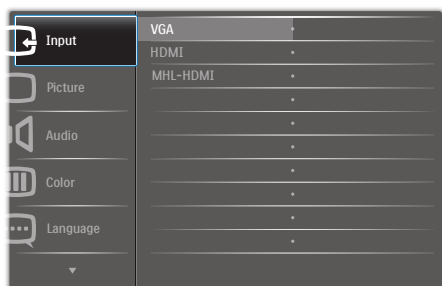 Input
Picture
Audio
Color
Language
VGA
HDMI
MHL-HDMI